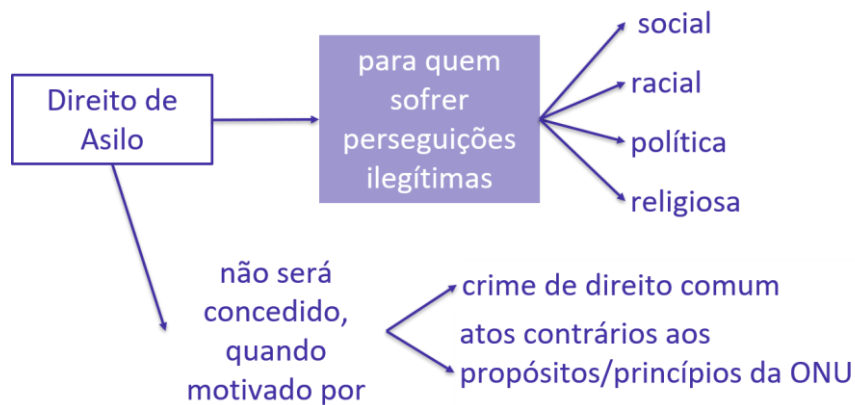 Direito de
Asilo
para quem
sofrer
perseguições
ilegítimas
social
racial
política
religiosa
não será
concedido,
quando
motivado por
crime de direito comum
atos contrários aos
propósitos/princípios da ONU